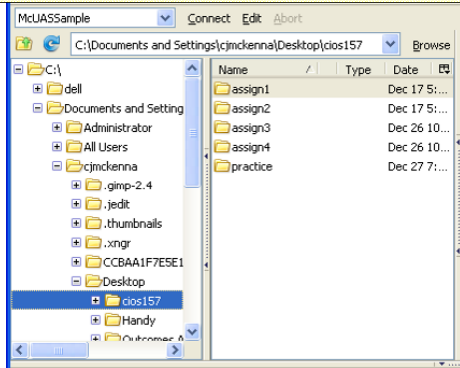 McUASSample Connect Edit Abort
C:\Documents and Settings\cjmckenna\Desktop\cios157 Browse
C:\
dell
Documents and Setting
Administrator
All Users
cjmckenna
.gimp-2.4
.jedit
.thumbnails
.xngr
CCBAA1F7E5E1
Desktop
cios157
Handy
Outcomes A
Name / Type Date
assign1 Dec 17 5:...
assign2 Dec 17 5:...
assign3 Dec 26 10...
assign4 Dec 26 10...
practice Dec 27 7:...